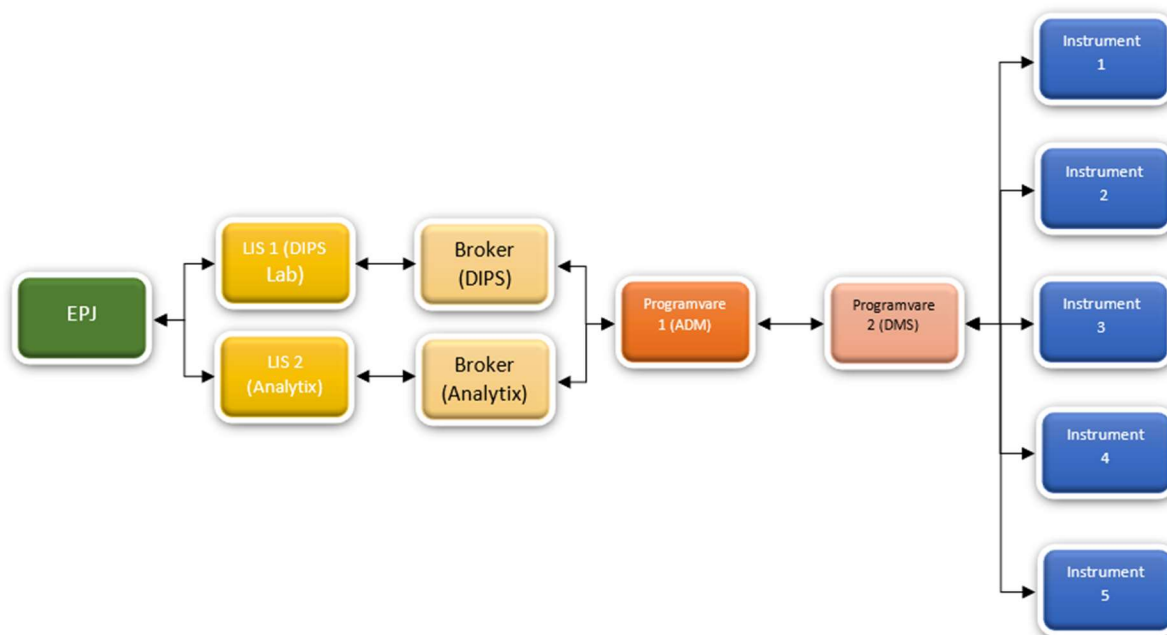 EPJ
LIS 1 (DIPS
Lab)
LIS 2
(Analytix)
Broker
(DIPS)
Broker
(Analytix)
Programvare
1 (ADM)
Programvare
2 (DMS)
Instrument
1
Instrument
2
Instrument
3
Instrument
4
Instrument
5